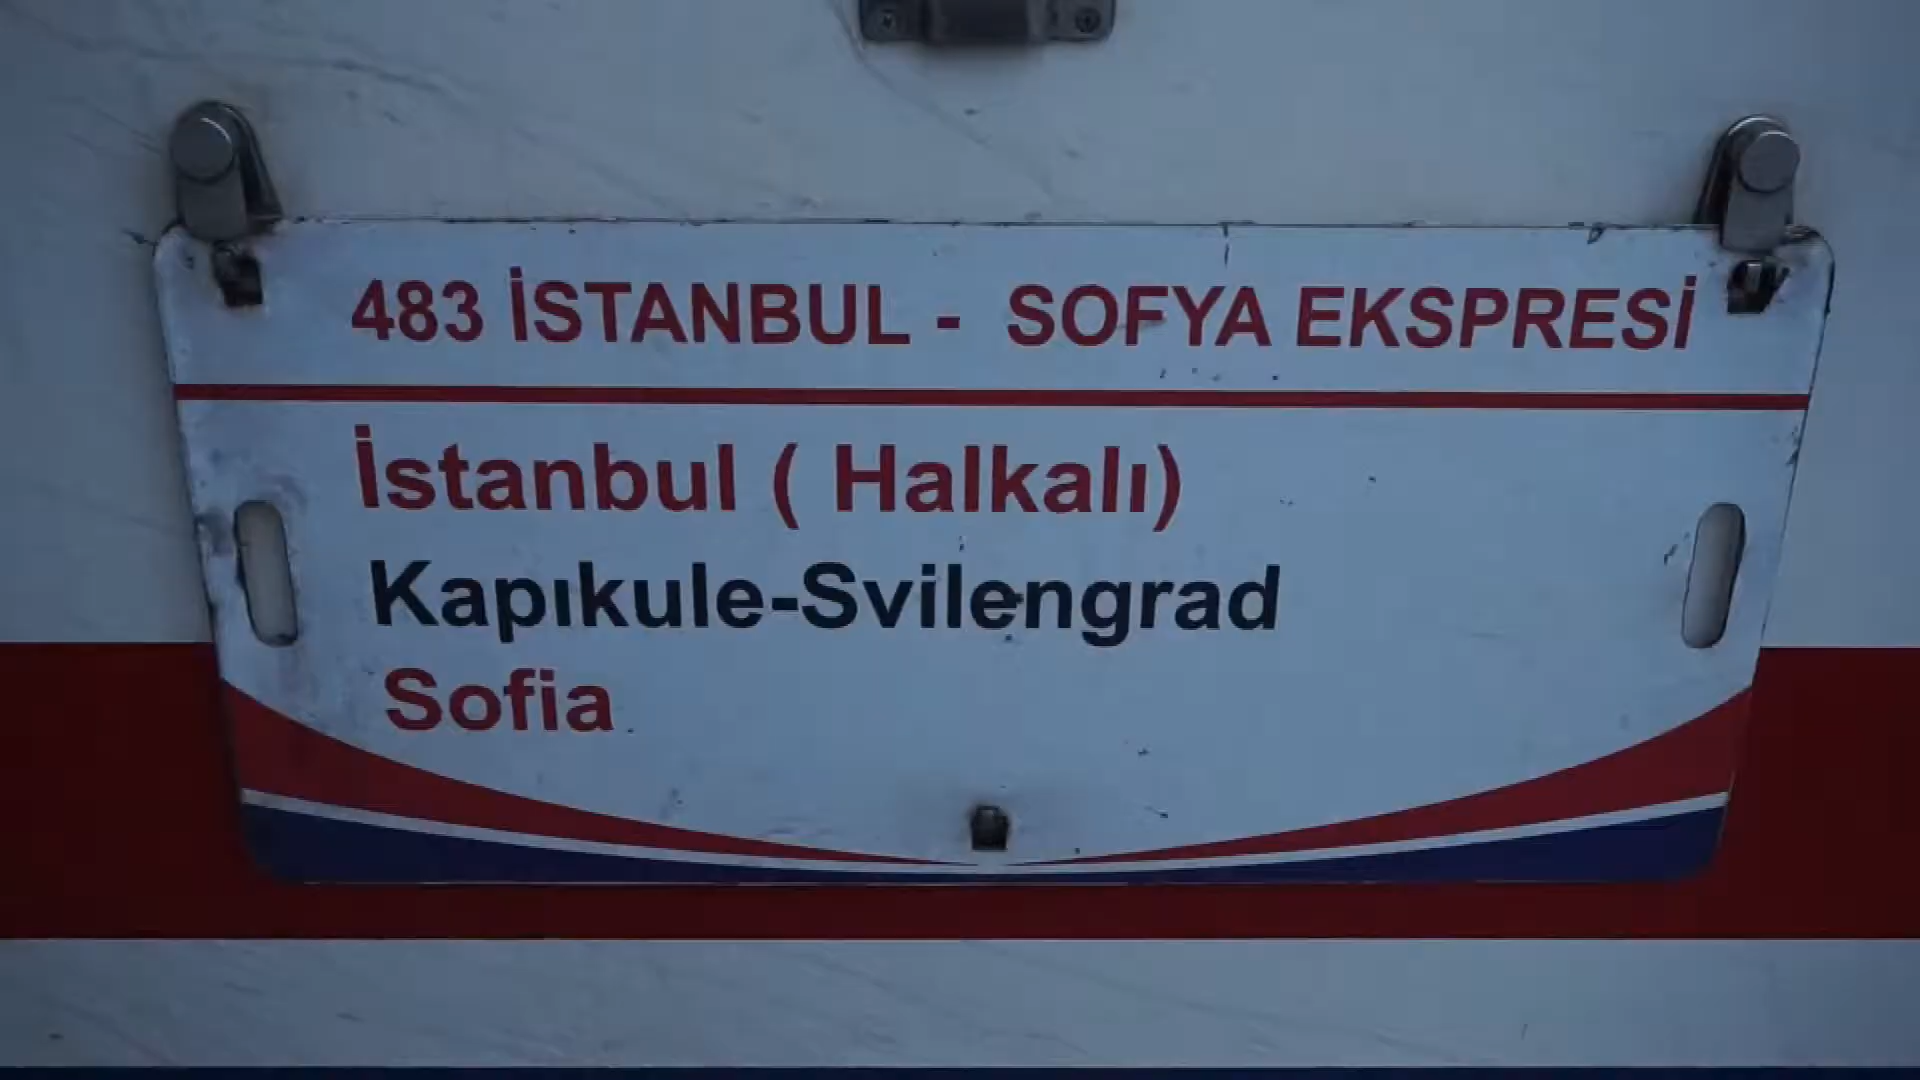 483 İSTANBUL - SOFYA EKSPRESİ
İstanbul ( Halkalı)
Kapıkule-Svilengrad
Sofia